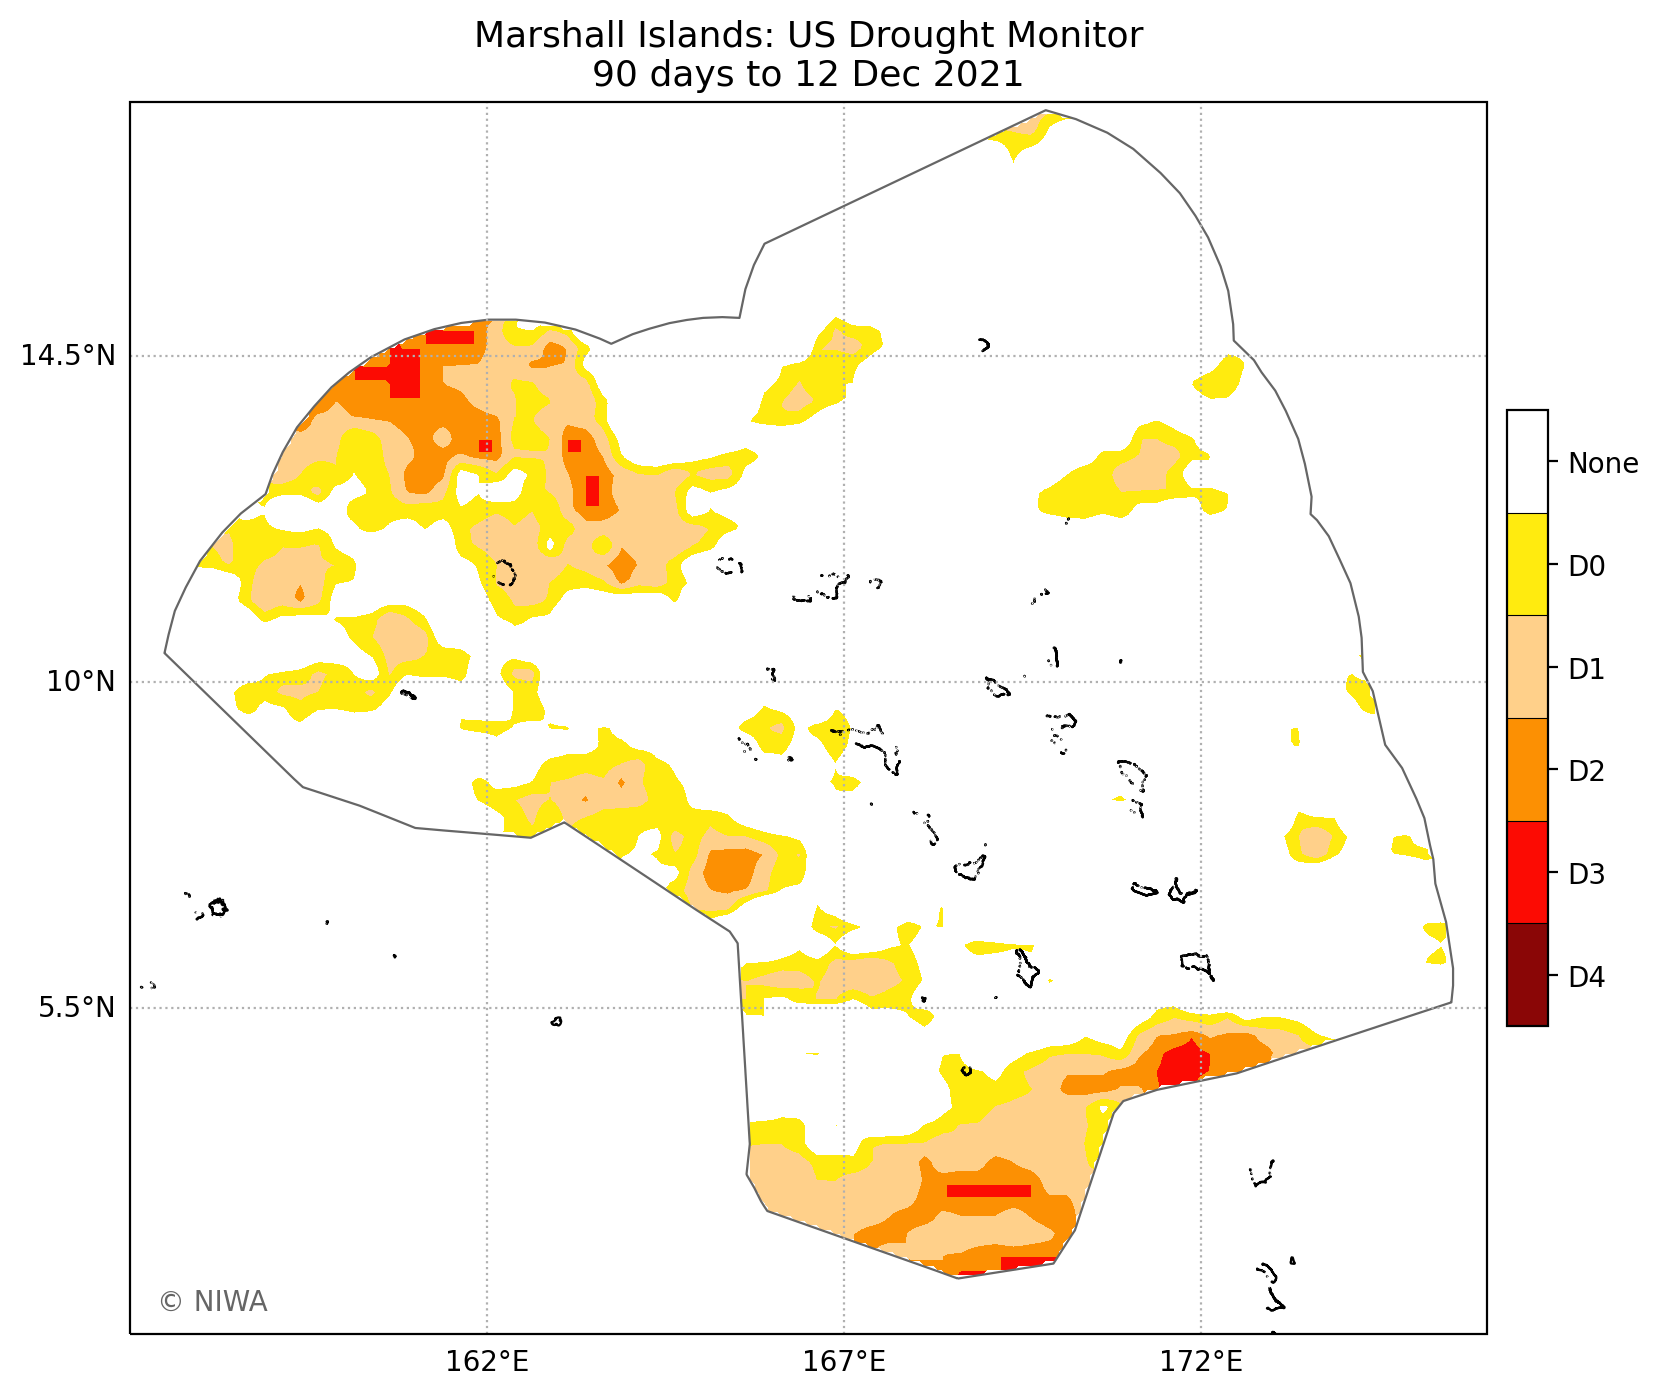 Marshall Islands: US Drought Monitor
90 days to 12 Dec 2021
14.5°N
10°N
5.5°N
162°E
167°E
172°E
None
D0
D1
D2
D3
D4
© NIWA